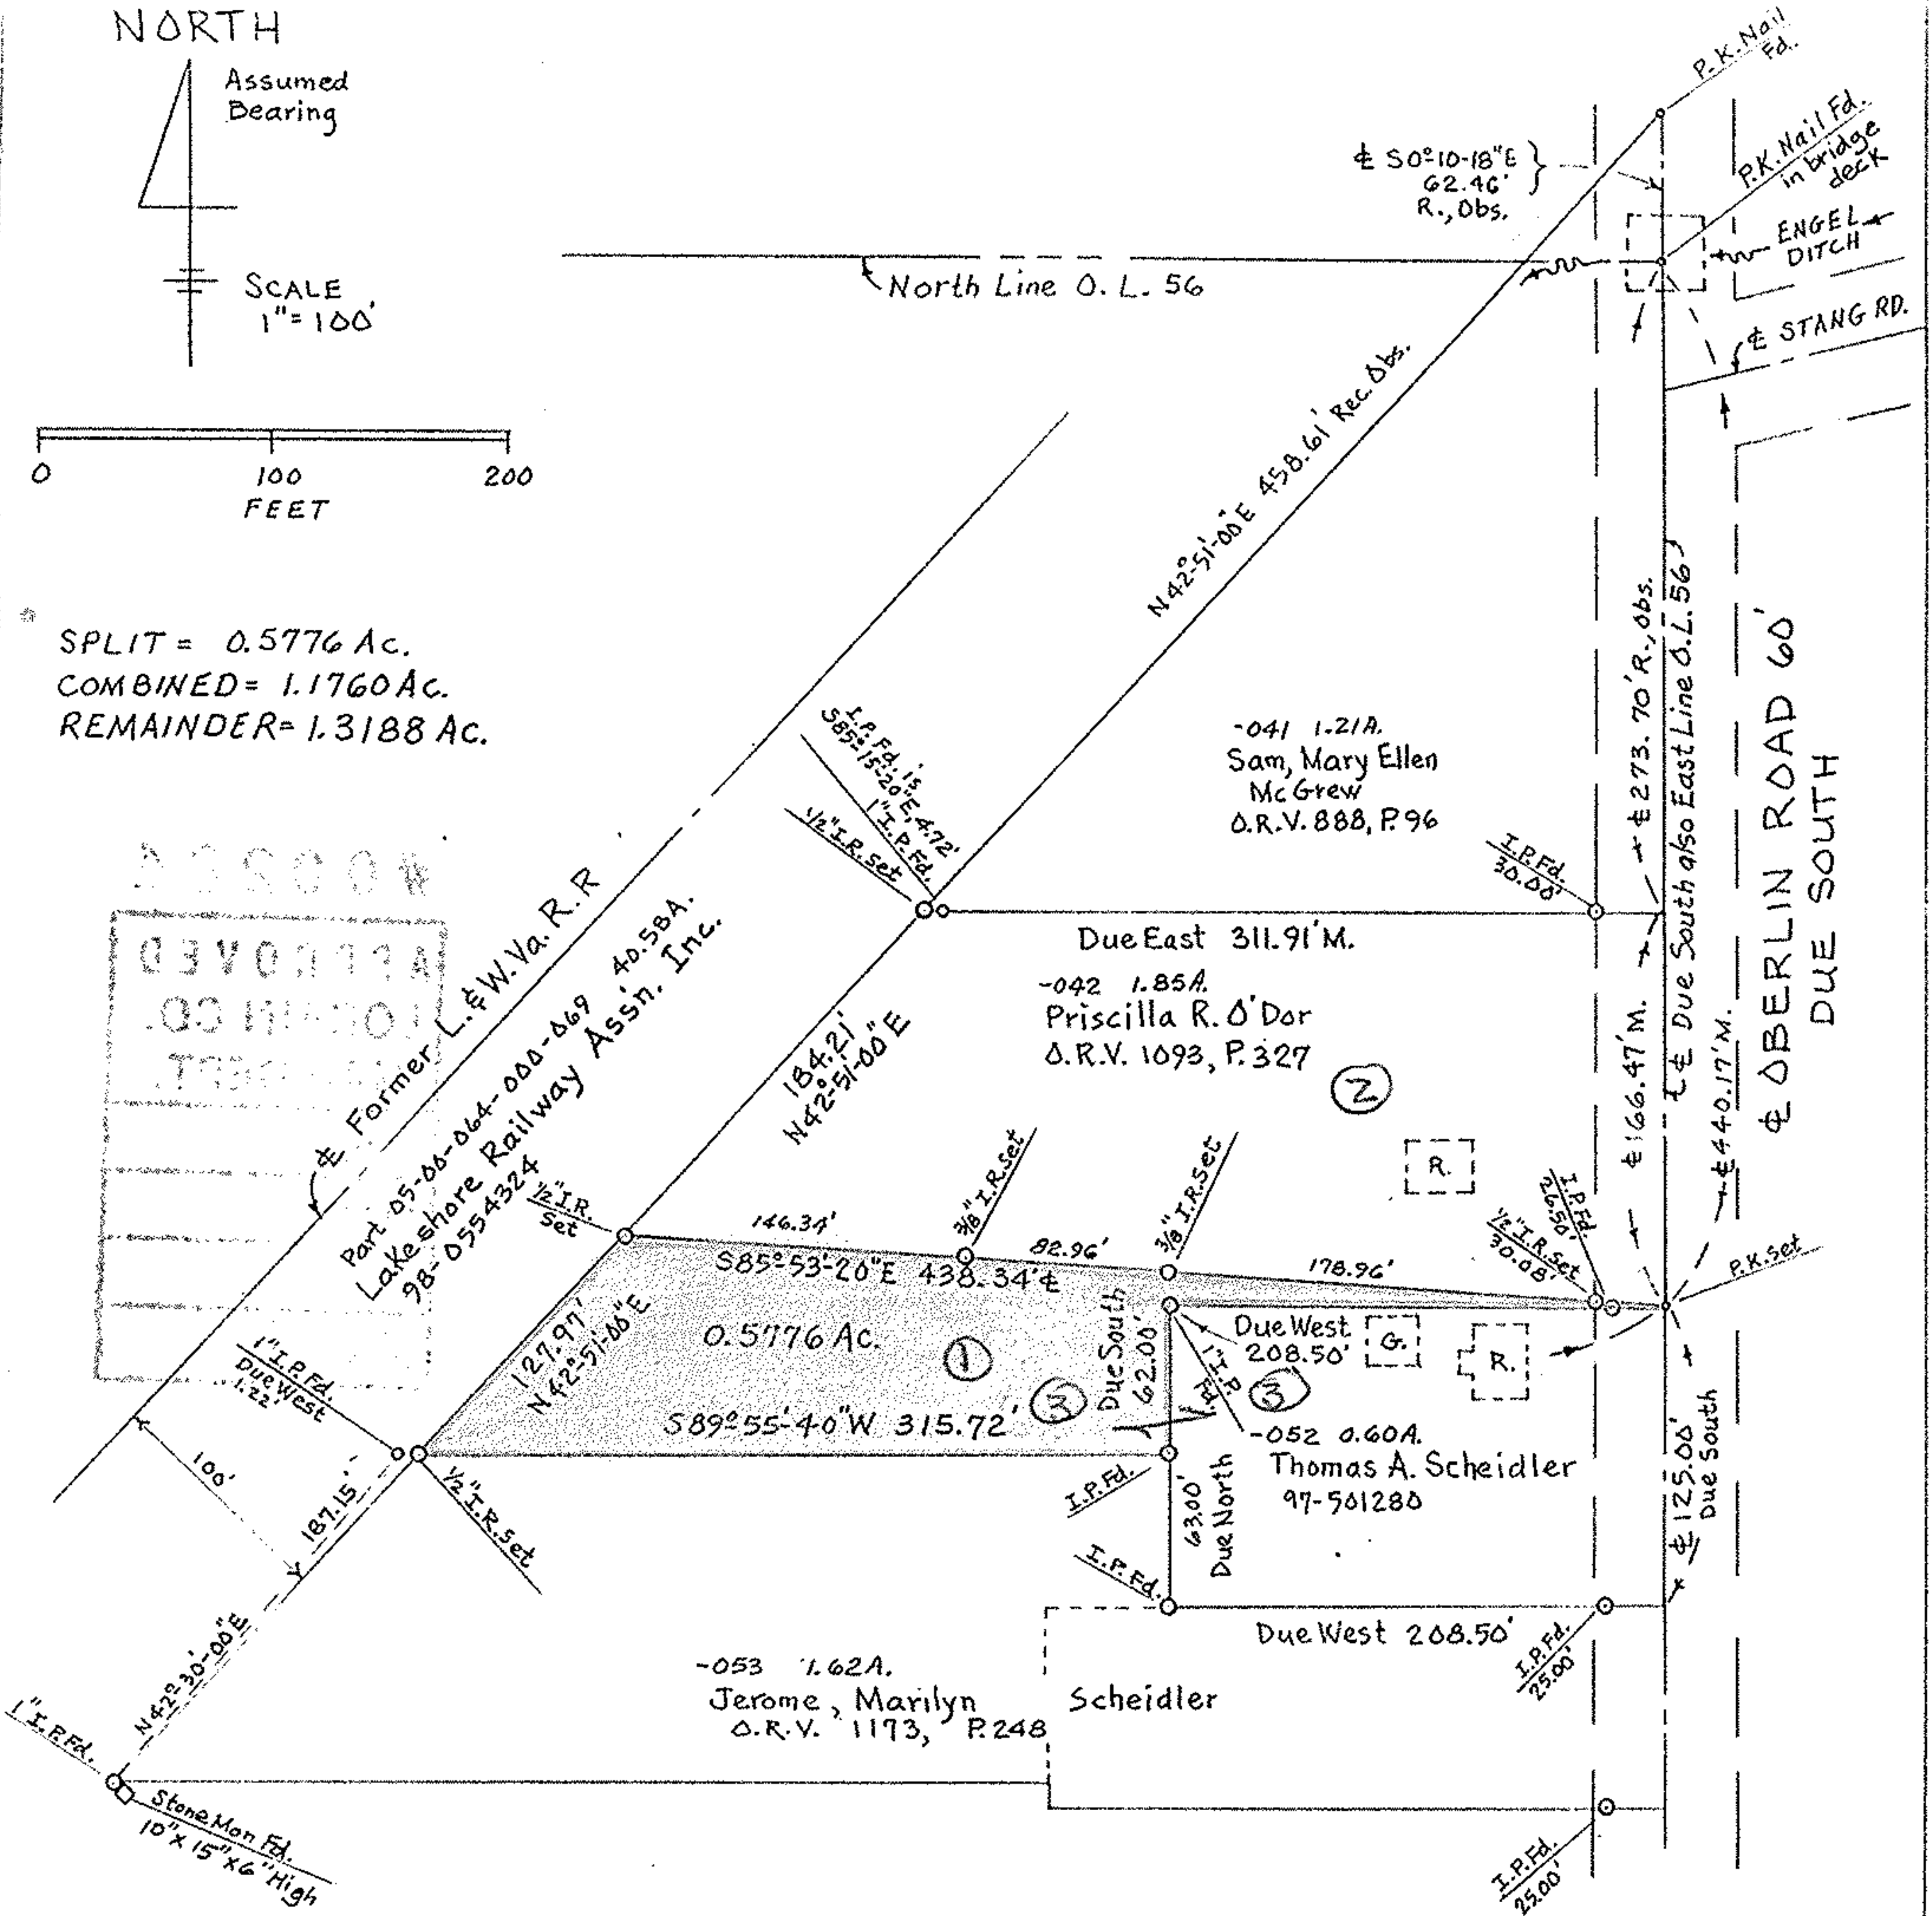 NORTH
Assumed
Bearing
SCALE
1"=100'
0 100 200
FEET
P.K. Nail
Fd.
P.K. Nail Fd.
in bridge
deck
℄ S0°-10-18"E
62.46'
R., Obs.
ENGEL
DITCH
℄ STANG RD.
North Line O.L. 56
N42°-51'-00"E 458.61' Rec. Obs.
SPLIT = 0.5776 Ac.
COMBINED = 1.1760 Ac.
REMAINDER = 1.3188 Ac.
I.P. Fd. is
S85°-15'-20"E, 4.72'
1" I.P. Fd.
1/2" I.R. set
-041 1.21A.
Sam, Mary Ellen
McGrew
O.R.V. 888, P. 96
I.P. Fd.
30.00'
℄ 273.70' R., Obs.
℄ Due South also East Line O.L. 56
℄ OBERLIN ROAD 60'
DUE SOUTH
Due East 311.91' M.
-042 1.85A.
Priscilla R. O'Dor
O.R.V. 1093, P. 327
2
℄ 166.47' M.
℄ 440.17' M.
APPROVED
CO.
℄ Former L. & W. Va. R. R
Part 05-00-064-000-069 40.58A.
Lakeshore Railway Ass'n. Inc.
98-0554324
184.21'
N42°-51'-00"E
1/2" I.R.
Set
146.34'
3/8" I.R. Set
82.96'
3/8" I.R. Set
178.96'
R.
I.P. Fd.
26.50'
1/2" I.R. Set
30.08'
P.K. Set
S85°-53'-20"E 438.34' ℄
127.97'
N42°-51'-00"E
0.5776 Ac.
1
3
Due South
62.00'
Due West
208.50'
G.
R.
1" I.P.
Fd.
3
S89°-55'-40"W 315.72'
1" I.P. Fd.
Due West
1.22'
100'
187.15'
1/2" I.R. Set
-052 0.60A.
Thomas A. Scheidler
97-501280
I.P. Fd.
63.00'
Due North
I.P. Fd.
℄ 125.00'
Due South
Due West 208.50'
I.P. Fd.
25.00'
N42°-30'-00"E
-053 1.62A.
Jerome, Marilyn Scheidler
O.R.V. 1173, P. 248
1" I.P. Fd.
Stone Mon Fd.
10" x 15" x 6" High
I.P. Fd.
25.00'